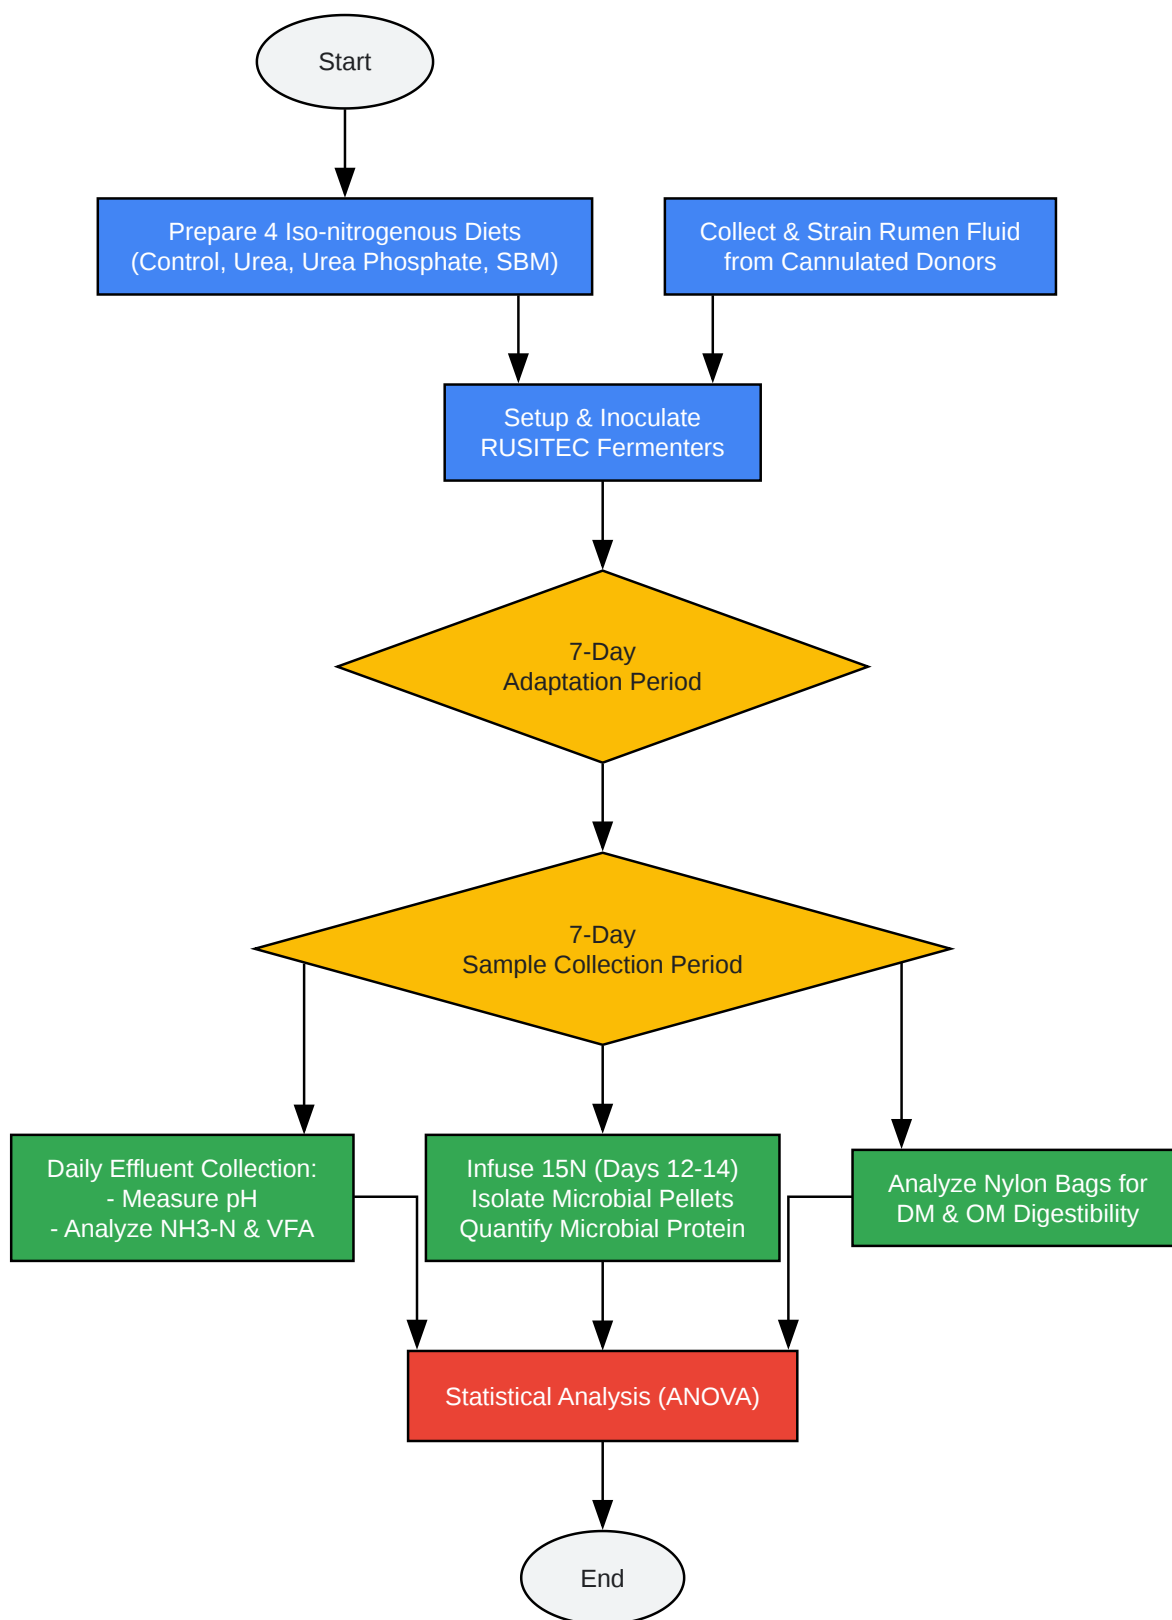 Start
Prepare 4 Iso-nitrogenous Diets
(Control, Urea, Urea Phosphate, SBM)
Collect & Strain Rumen Fluid
from Cannulated Donors
Setup & Inoculate
RUSITEC Fermenters
7-Day
Adaptation Period
7-Day
Sample Collection Period
Daily Effluent Collection:
- Measure pH
- Analyze NH3-N & VFA
Infuse 15N (Days 12-14)
Isolate Microbial Pellets
Quantify Microbial Protein
Analyze Nylon Bags for
DM & OM Digestibility
Statistical Analysis (ANOVA)
End